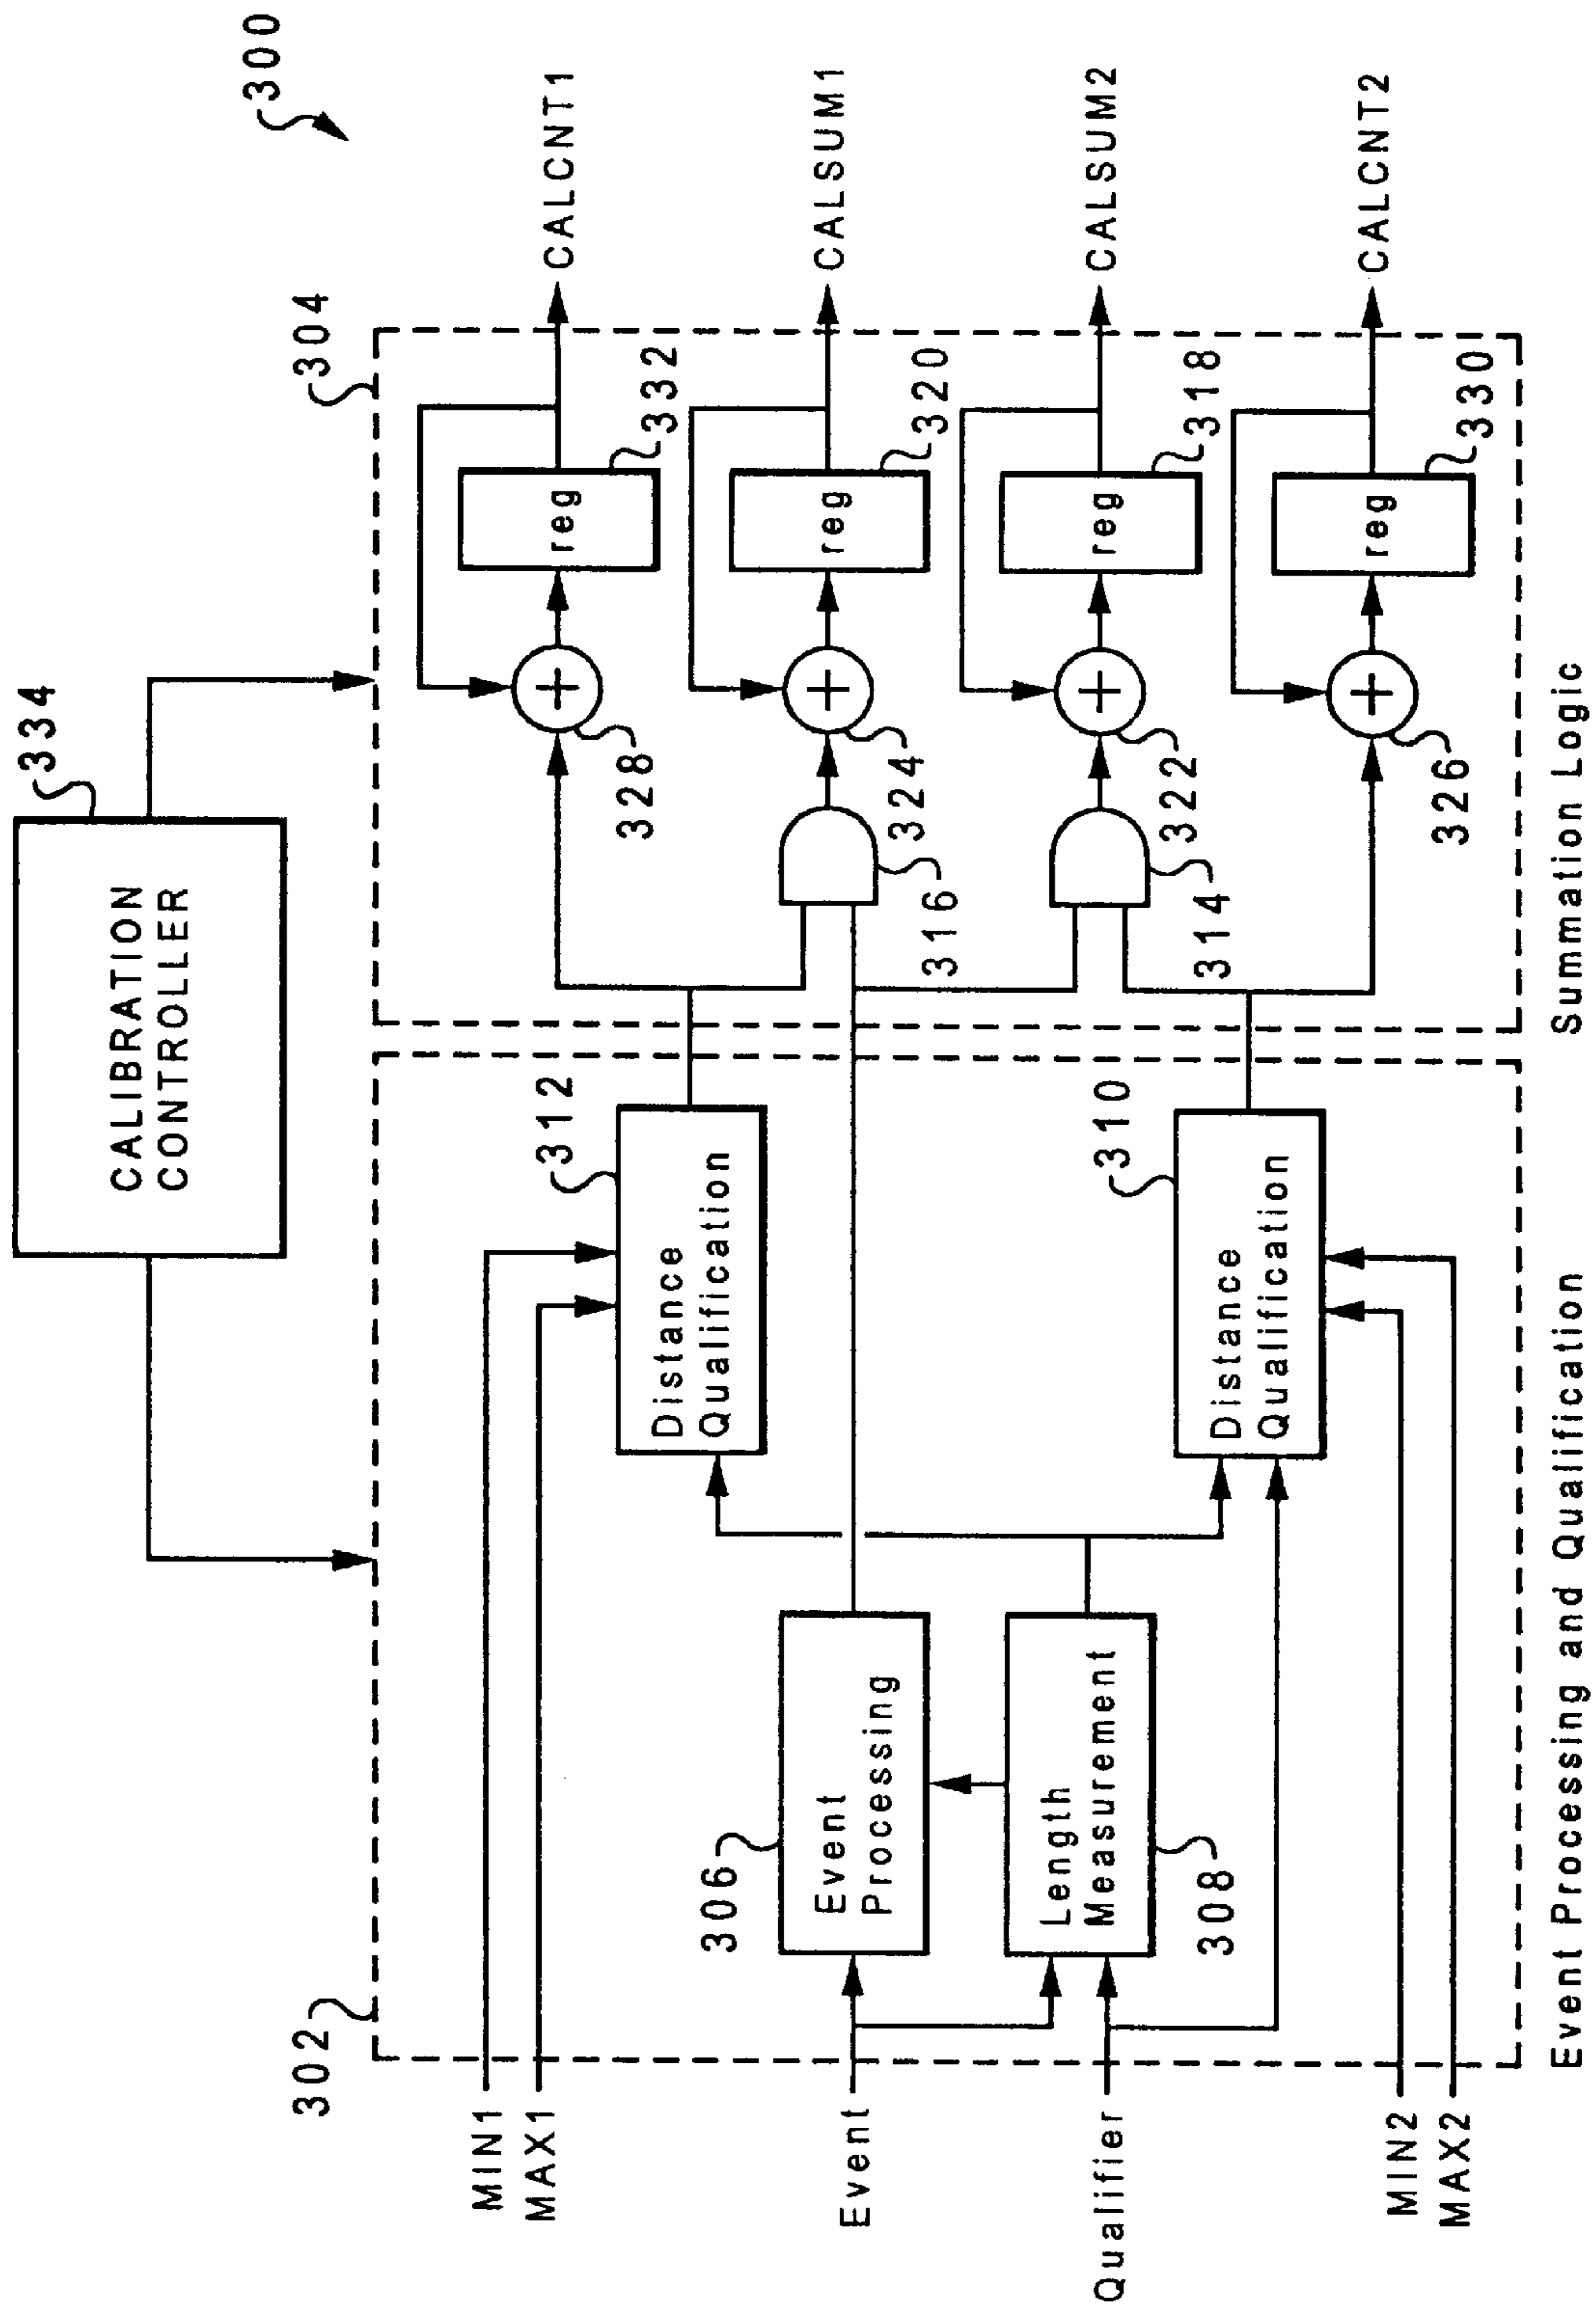 300
334
CALIBRATION
CONTROLLER
302
304
MIN1
MAX1
Event
Qualifier
MIN2
MAX2
306
Event
Processing
Length
Measurement
308
312
Distance
Qualification
310
Distance
Qualification
328
reg
332
CALCNT1
316
324
reg
320
CALSUM1
314
322
reg
318
CALSUM2
326
reg
330
CALCNT2
Event Processing and Qualification
Summation Logic